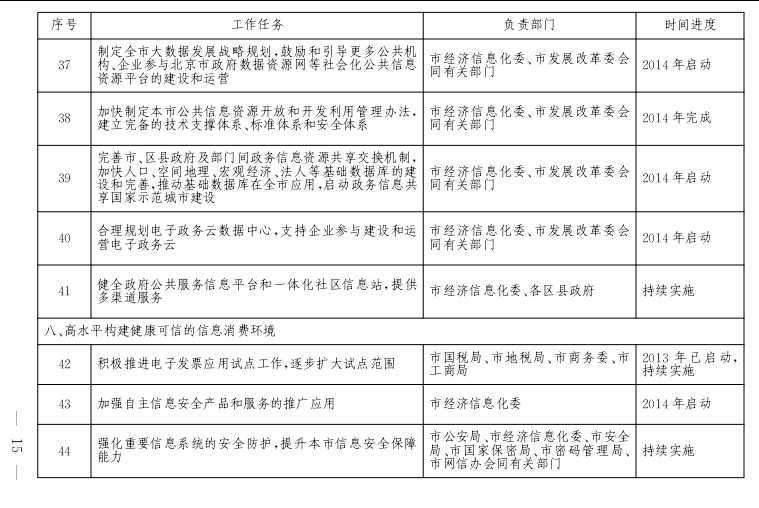 序号 工作任务 负责部门 时间进度
37 制定全市大数据发展战略规划，鼓励和引导更多公共机
构、企业参与北京市政府数据资源网等社会化公共信息
资源平台的建设和运营 市经济信息化委、市发展改革委会
同有关部门 2014 年启动
38 加快制定本市公共信息资源开放和开发利用管理办法，
建立完备的技术支撑体系、标准体系和安全体系 市经济信息化委、市发展改革委会
同有关部门 2014 年完成
39 完善市、区县政府及部门间政务信息资源共享交换机制，
加快人口、空间地理、宏观经济、法人等基础数据库的建
设和完善，推动基础数据库在全市应用，启动政务信息共
享国家示范城市建设 市经济信息化委、市发展改革委会
同有关部门 2014 年启动
40 合理规划电子政务云数据中心，支持企业参与建设和运
营电子政务云 市经济信息化委、市发展改革委会
同有关部门 2014 年启动
41 健全政府公共服务信息平台和一体化社区信息站，提供
多渠道服务 市经济信息化委、各区县政府 持续实施
八、高水平构建健康可信的信息消费环境
42 积极推进电子发票应用试点工作，逐步扩大试点范围 市国税局、市地税局、市商务委、市
工商局 2013 年已启动，
持续实施
43 加强自主信息安全产品和服务的推广应用 市经济信息化委 2014 年启动
44 强化重要信息系统的安全防护，提升本市信息安全保障
能力 市公安局、市经济信息化委、市安全
局、市国家保密局、市密码管理局、
市网信办会同有关部门 持续实施
— 15 —